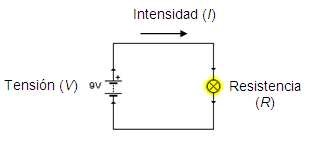 Intensidad (I)
Tensión (V) 9V
+
Resistencia
(R)